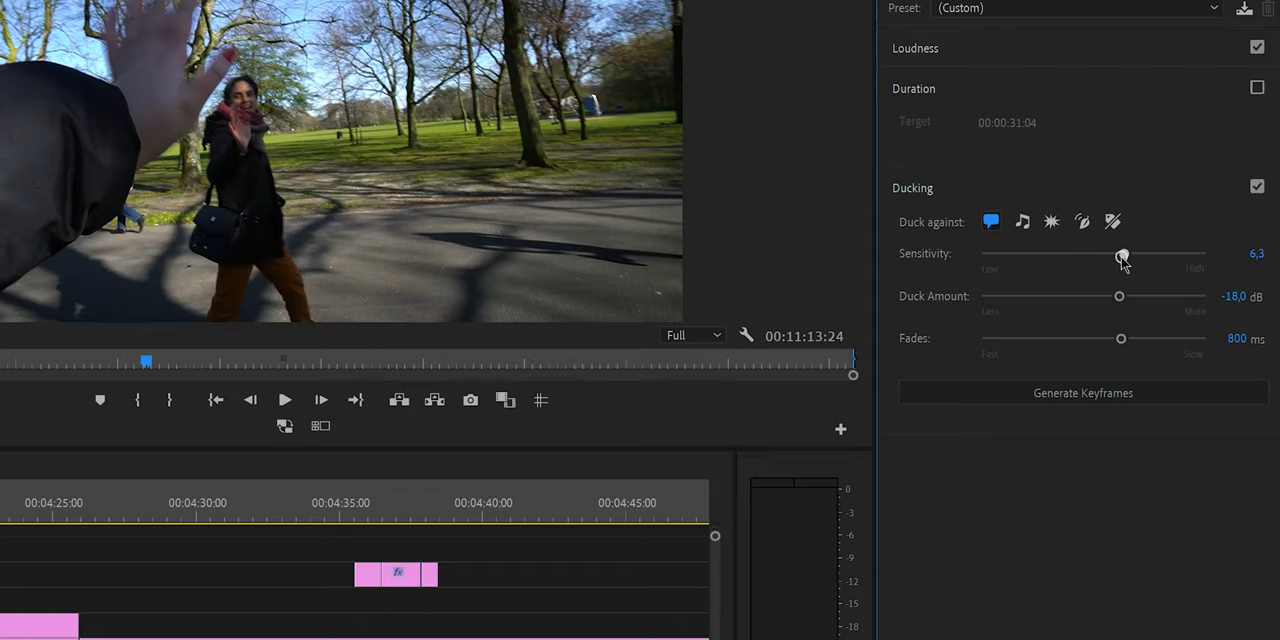 Preset: (Custom)
Loudness
Duration
Target 00:00:31:04
Ducking
Duck against:
Sensitivity: 6,3
Low High
Duck Amount: -18,0 dB
Less More
Fades: 800 ms
Fast Slow
Generate Keyframes
Full 00:11:13:24
00:04:25:00 00:04:30:00 00:04:35:00 00:04:40:00 00:04:45:00
fx
0
-3
-6
-9
-12
-15
-18